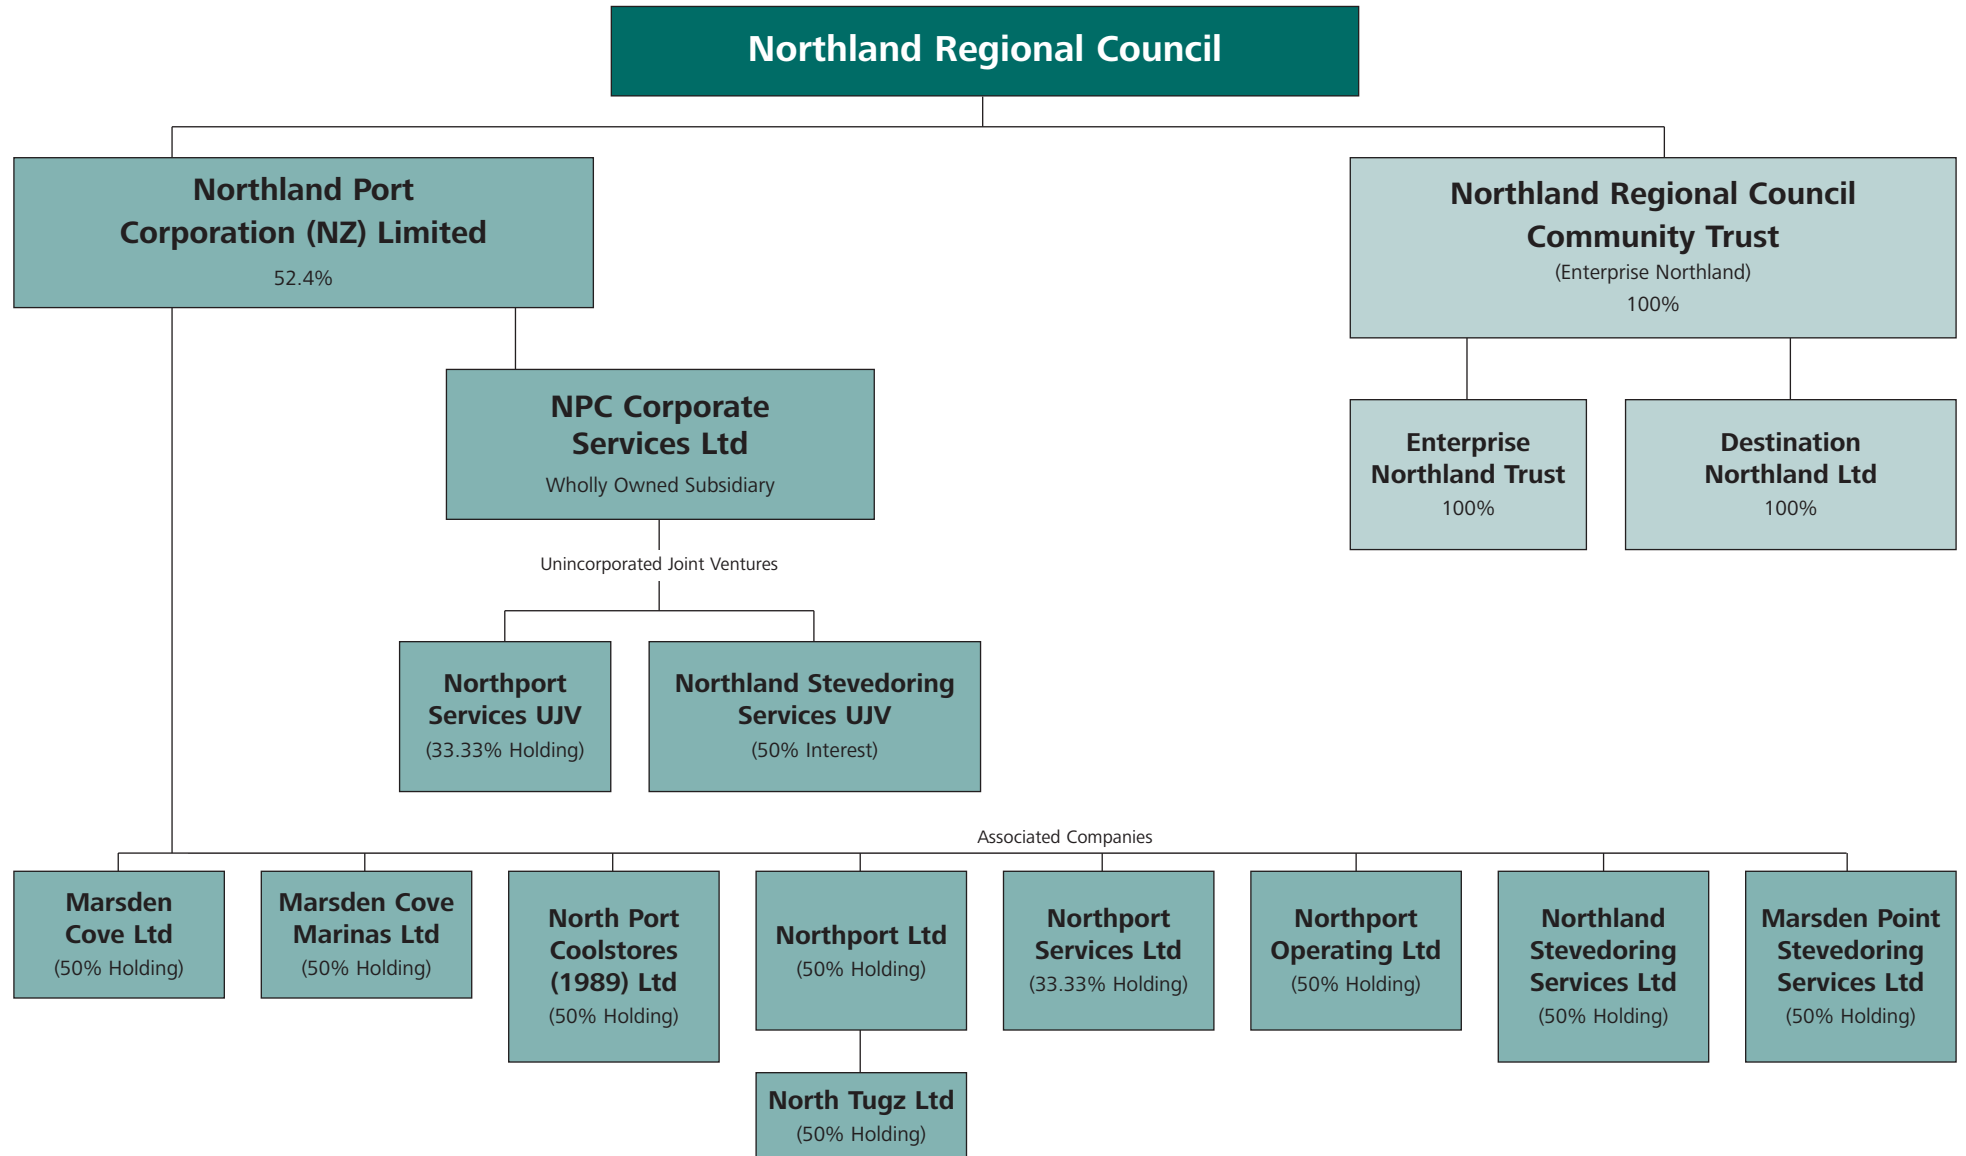 Northland Regional Council
Northland Port
Corporation (NZ) Limited
52.4%
Northland Regional Council
Community Trust
(Enterprise Northland)
100%
NPC Corporate
Services Ltd
Wholly Owned Subsidiary
Enterprise
Northland Trust
100%
Destination
Northland Ltd
100%
Unincorporated Joint Ventures
Northport
Services UJV
(33.33% Holding)
Northland Stevedoring
Services UJV
(50% Interest)
Associated Companies
Marsden
Cove Ltd
(50% Holding)
Marsden Cove
Marinas Ltd
(50% Holding)
North Port
Coolstores
(1989) Ltd
(50% Holding)
Northport Ltd
(50% Holding)
Northport
Services Ltd
(33.33% Holding)
Northport
Operating Ltd
(50% Holding)
Northland
Stevedoring
Services Ltd
(50% Holding)
Marsden Point
Stevedoring
Services Ltd
(50% Holding)
North Tugz Ltd
(50% Holding)